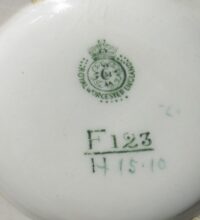 ROYAL WORCESTER ENGLAND
F123
H 15·10